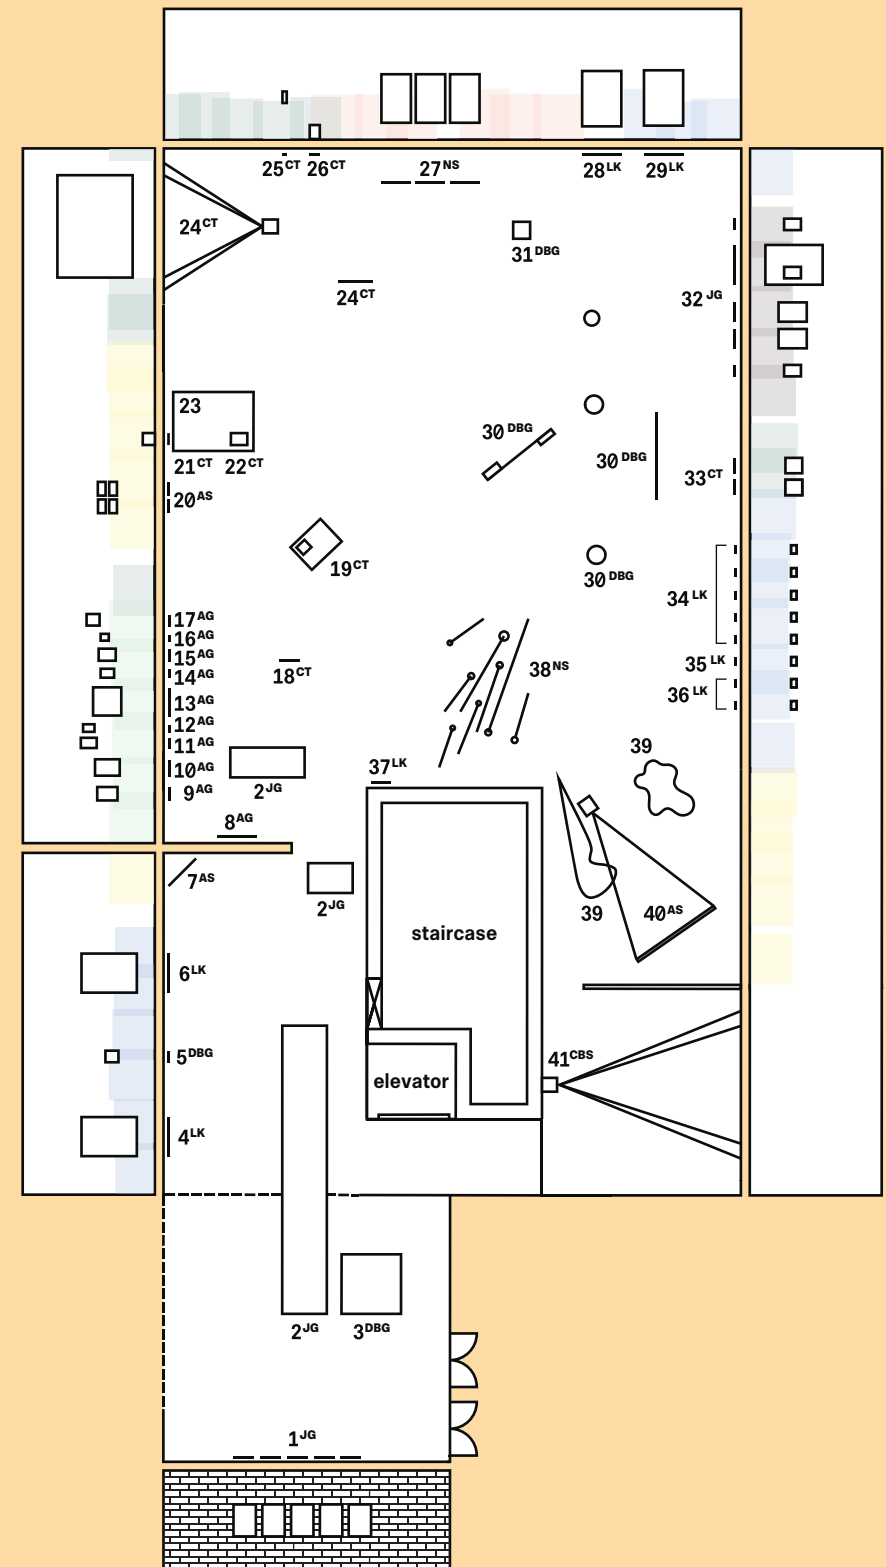 25CT 26CT 27NS 28LK 29LK
24CT
31DBG
24CT
32JG
23
30DBG
21CT 22CT
30DBG
33CT
20AS
19CT
30DBG
34LK
17AG
16AG
15AG
14AG
18CT
38NS
35LK
36LK
13AG
12AG
11AG
39
10AG
37LK
9AG
2JG
8AG
7AS
2JG
39
40AS
staircase
6LK
5DBG
41CBS
elevator
4LK
2JG
3DBG
1JG